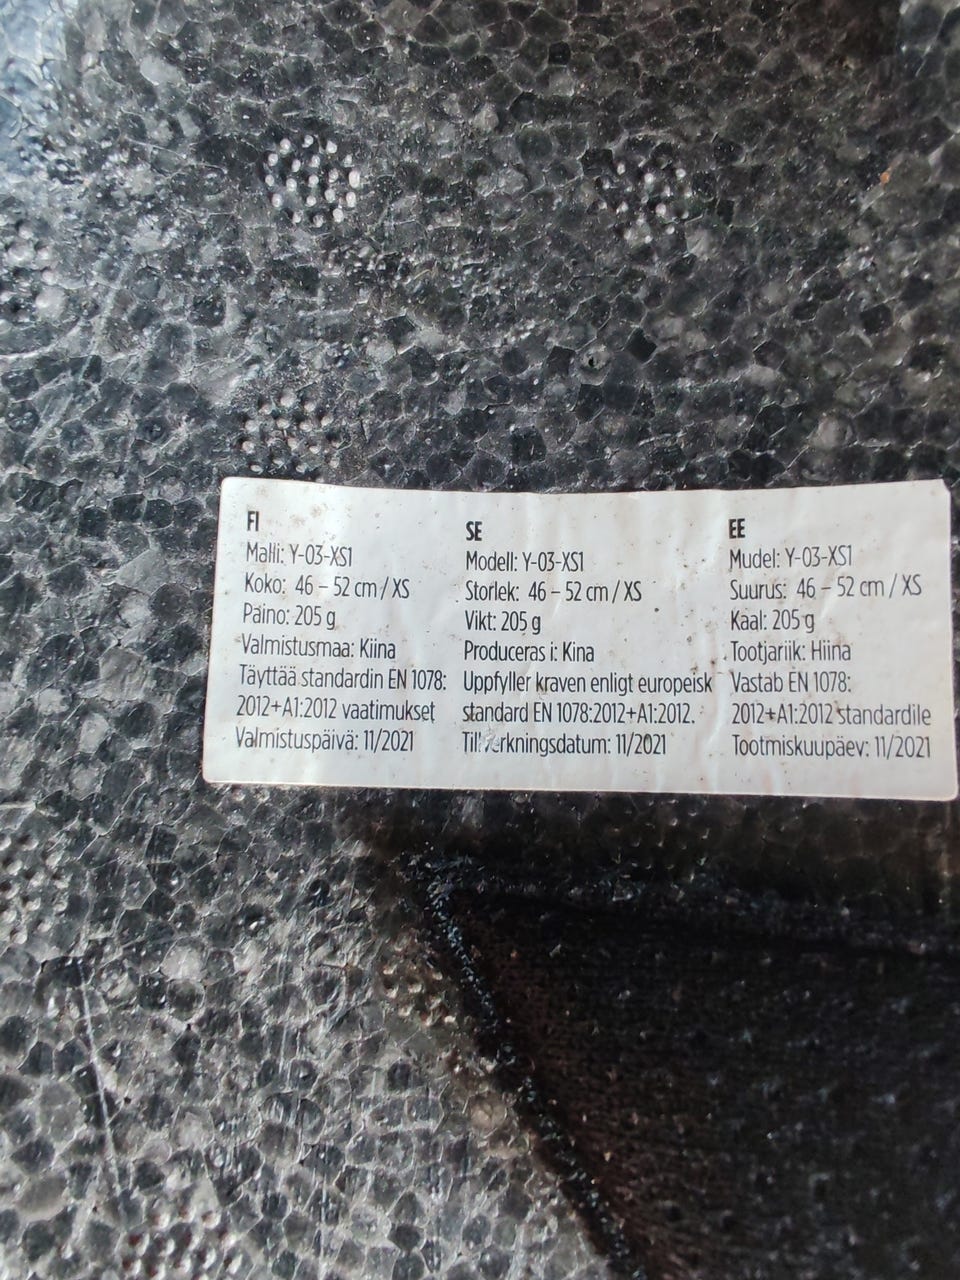 FI
Malli: Y-03-XS1
Koko: 46 – 52 cm / XS
Paino: 205 g
Valmistusmaa: Kiina
Täyttää standardin EN 1078:
2012+A1:2012 vaatimukset
Valmistuspäivä: 11/2021
SE
Modell: Y-03-XS1
Storlek: 46 – 52 cm / XS
Vikt: 205 g
Produceras i: Kina
Uppfyller kraven enligt europeisk
standard EN 1078:2012+A1:2012.
Tillverkningsdatum: 11/2021
EE
Mudel: Y-03-XS1
Suurus: 46 – 52 cm / XS
Kaal: 205 g
Tootjariik: Hiina
Vastab EN 1078:
2012+A1:2012 standardile
Tootmiskuupäev: 11/2021